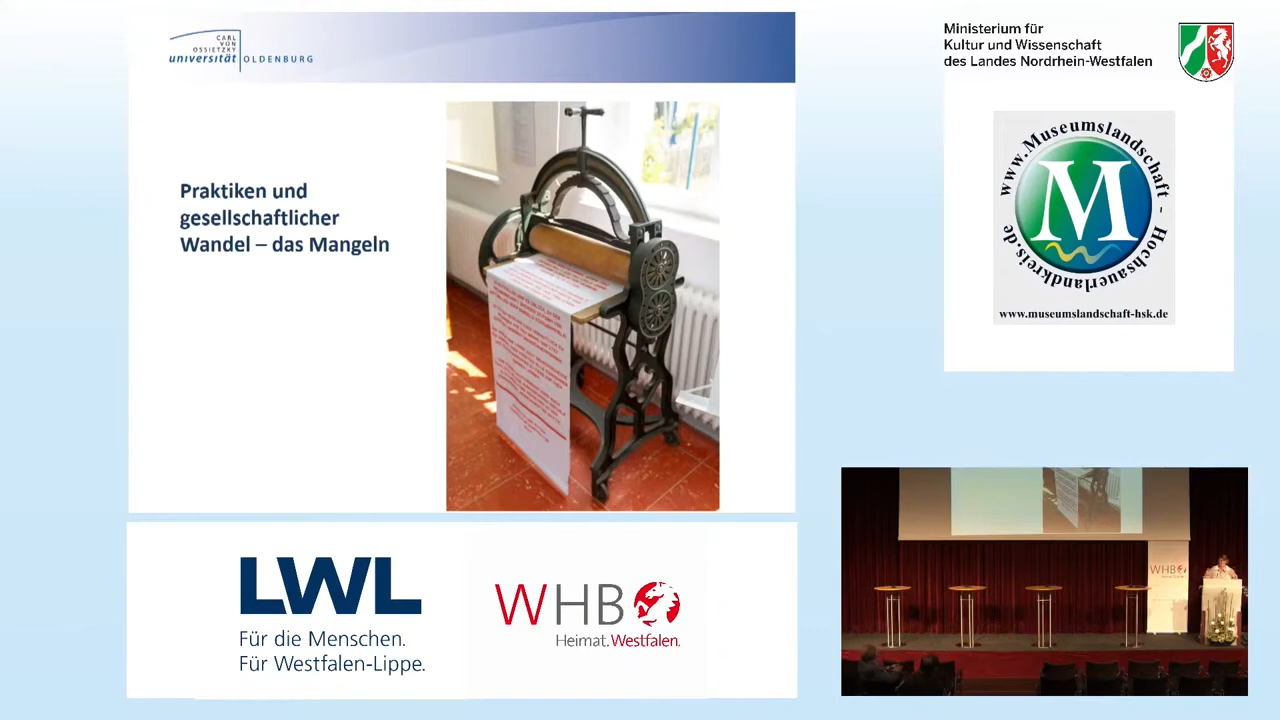 CARL
VON
OSSIETZKY
universität OLDENBURG
Praktiken und
gesellschaftlicher
Wandel – das Mangeln
Ministerium für
Kultur und Wissenschaft
des Landes Nordrhein-Westfalen
www.Museumslandschaft - Hochsauerlandkreis.de
M
www.museumslandschaft-hsk.de
LWL
Für die Menschen.
Für Westfalen-Lippe.
WHB
Heimat.Westfalen.
WHB